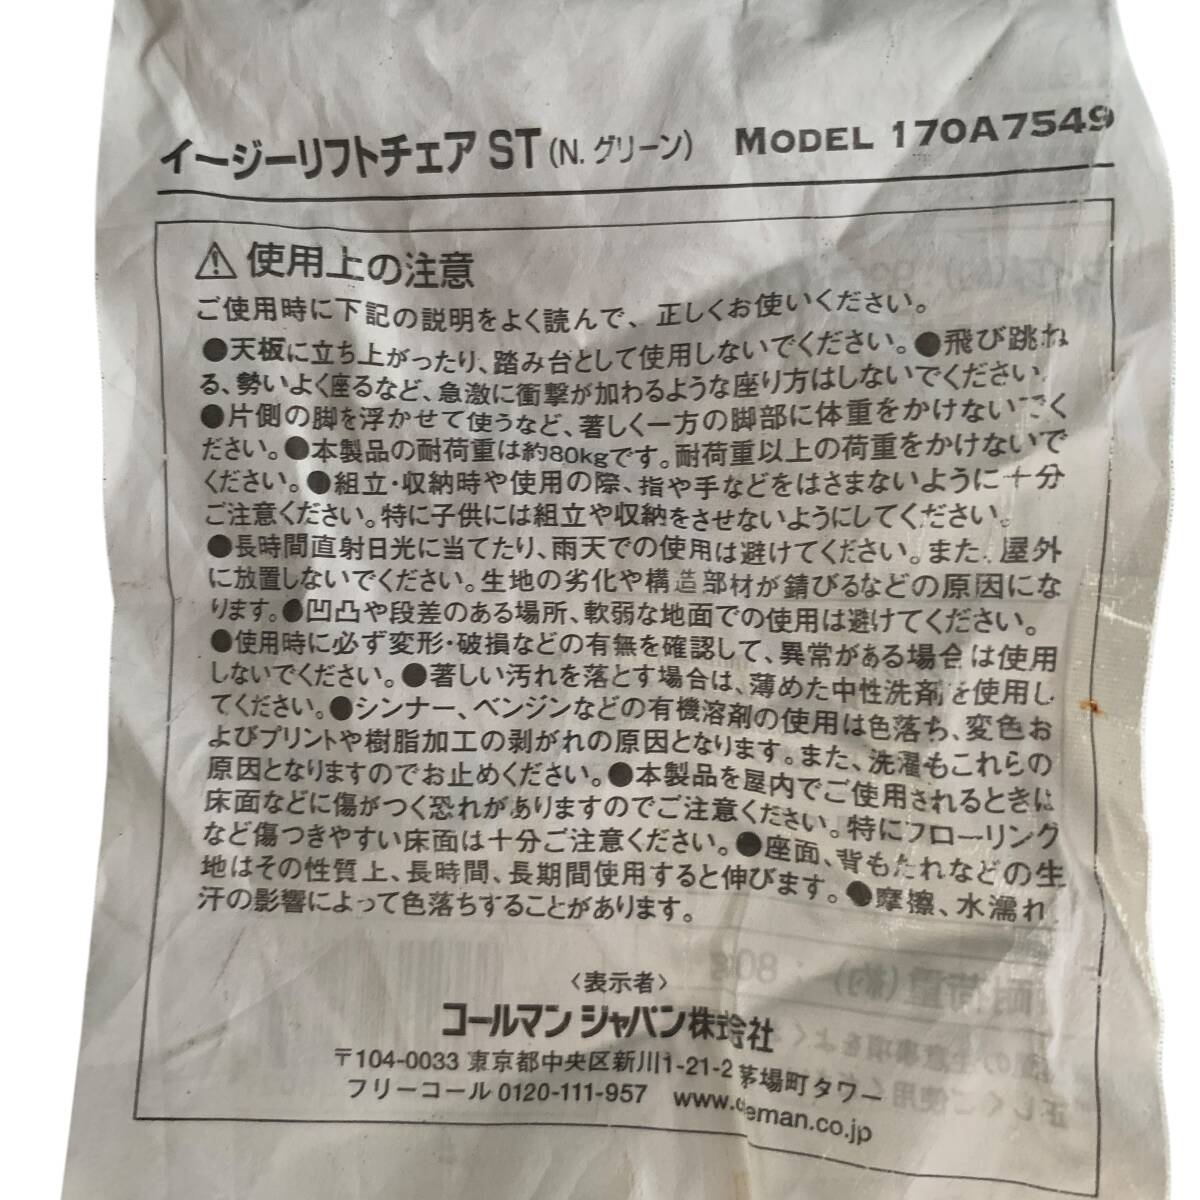 イージーリフトチェア ST (N. グリーン) MODEL 170A7549
⚠ 使用上の注意
ご使用時に下記の説明をよく読んで、正しくお使いください。
●天板に立ち上がったり、踏み台として使用しないでください。●飛び跳ね
る、勢いよく座るなど、急激に衝撃が加わるような座り方はしないでください。
●片側の脚を浮かせて使うなど、著しく一方の脚部に体重をかけないでく
ださい。●本製品の耐荷重は約80kgです。耐荷重以上の荷重をかけないで
ください。●組立・収納時や使用の際、指や手などをはさまないように十分
ご注意ください。特に子供には組立や収納をさせないようにしてください。
●長時間直射日光に当てたり、雨天での使用は避けてください。また、屋外
に放置しないでください。生地の劣化や構造部材が錆びるなどの原因にな
ります。●凹凸や段差のある場所、軟弱な地面での使用は避けてください。
●使用時に必ず変形・破損などの有無を確認して、異常がある場合は使用
しないでください。●著しい汚れを落とす場合は、薄めた中性洗剤を使用し
てください。●シンナー、ベンジンなどの有機溶剤の使用は色落ち、変色お
よびプリントや樹脂加工の剥がれの原因となります。また、洗濯もこれらの
原因となりますのでお止めください。●本製品を屋内でご使用されるときは
床面などに傷がつく恐れがありますのでご注意ください。特にフローリング
など傷つきやすい床面は十分ご注意ください。●座面、背もたれなどの生
地はその性質上、長時間、長期間使用すると伸びます。●摩擦、水濡れ、
汗の影響によって色落ちすることがあります。
〈表示者〉
コールマン ジャパン株式会社
〒104-0033 東京都中央区新川1-21-2 茅場町タワー
フリーコール 0120-111-957